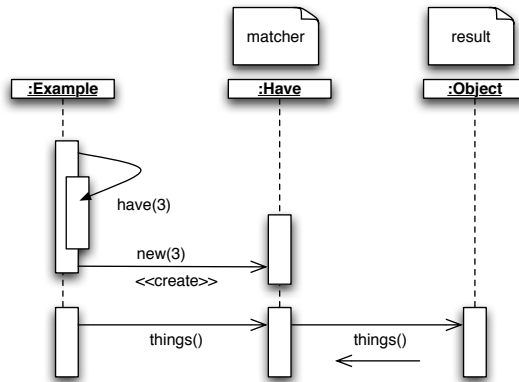 matcher
result
:Example
:Have
:Object
have(3)
new(3)
<<create>>
things()
things()